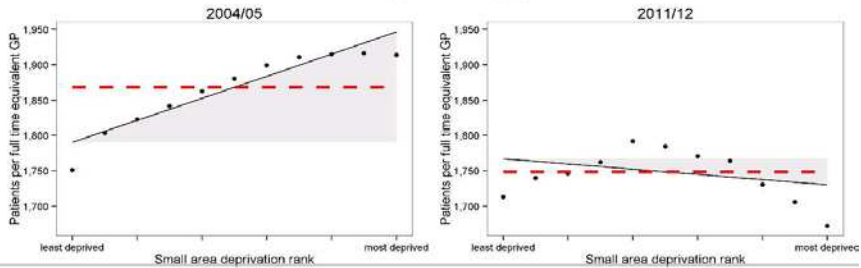 2004/05
Patients per full time equivalent GP
1,950
1,900
1,850
1,800
1,750
1,700
least deprived
most deprived
Small area deprivation rank
2011/12
Patients per full time equivalent GP
1,950
1,900
1,850
1,800
1,750
1,700
least deprived
most deprived
Small area deprivation rank